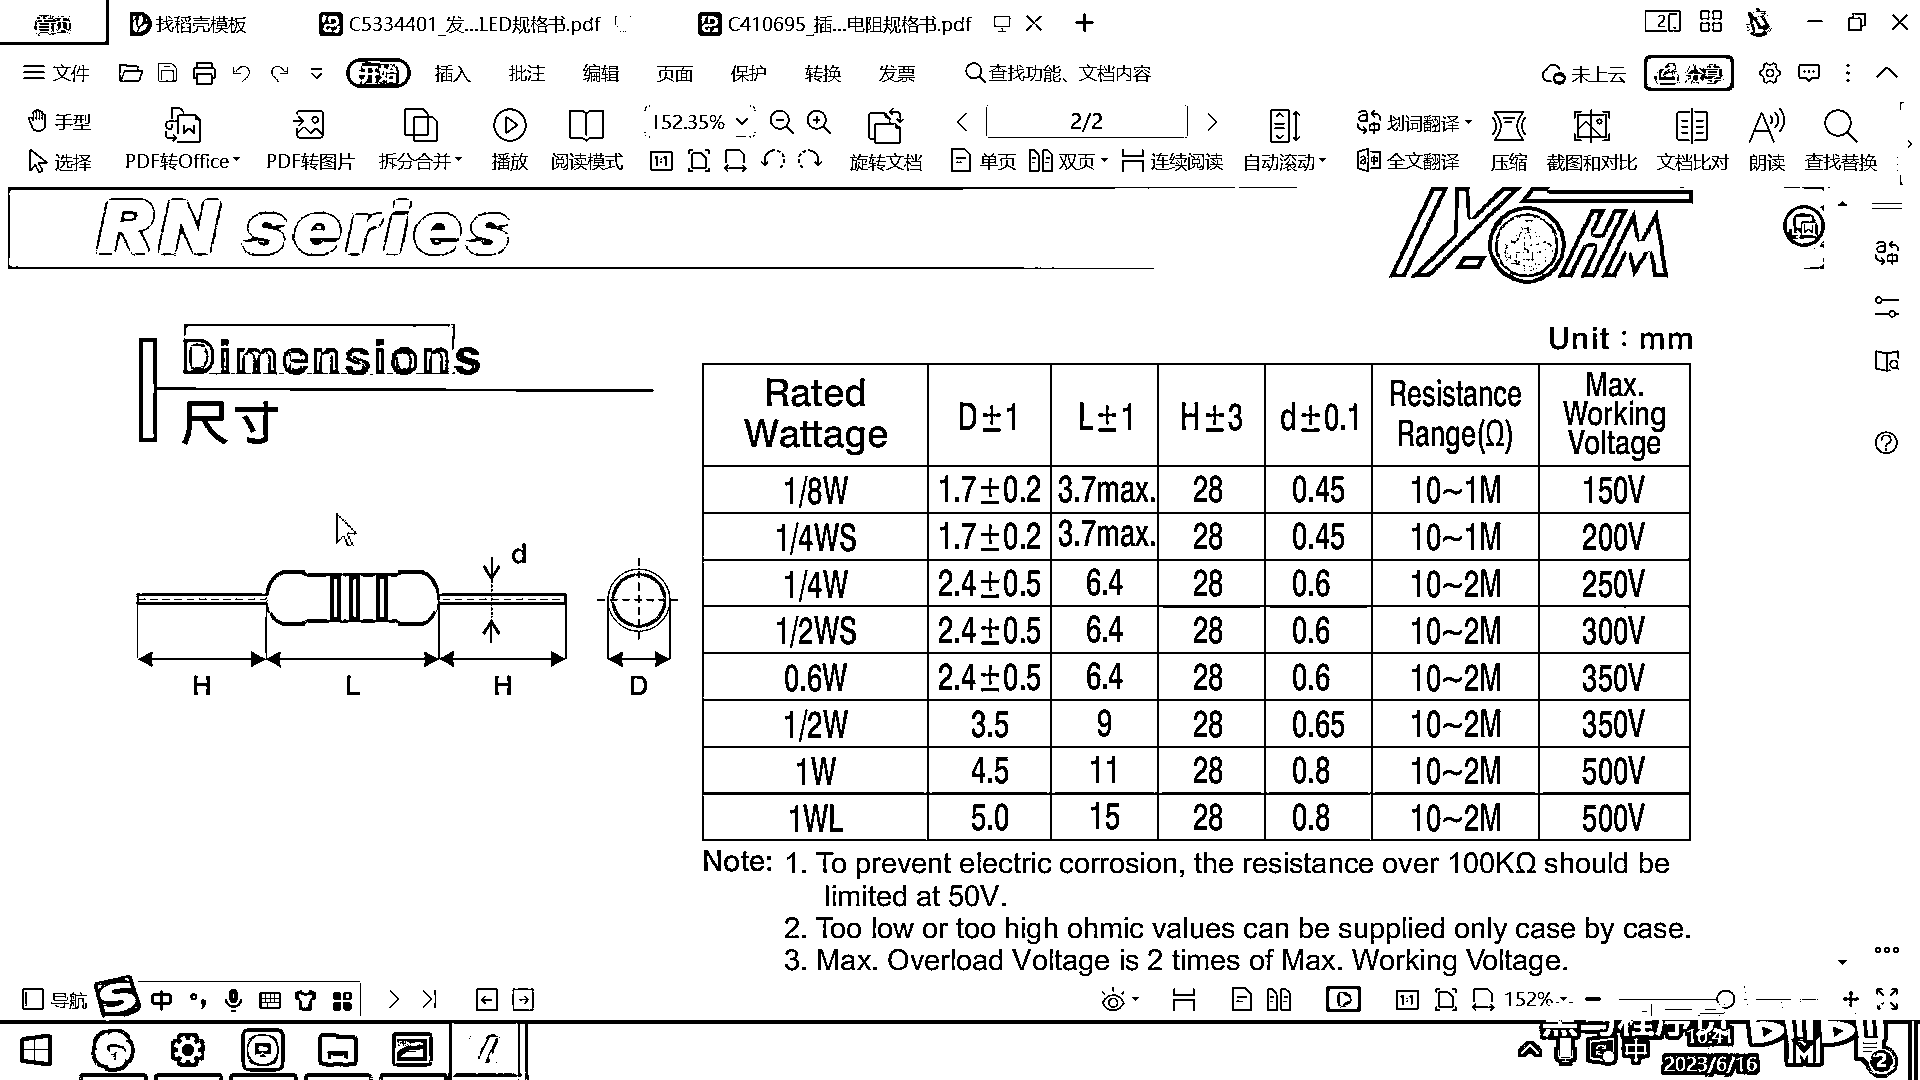 首页 找稻壳模板 C5334401_发...LED规格书.pdf C410695_插...电阻规格书.pdf
文件 开始 插入 批注 编辑 页面 保护 转换 发票 查找功能、文档内容 未上云 分享
手型 152.35% 2/2 划词翻译
选择 PDF转Office PDF转图片 拆分合并 播放 阅读模式 旋转文档 单页 双页 连续阅读 自动滚动 全文翻译 压缩 截图和对比 文档比对 朗读 查找替换
RN series
TY-OHM
Dimensions
尺寸
Unit：mm
Rated Wattage D±1 L±1 H±3 d±0.1 Resistance Range(Ω) Max. Working Voltage
1/8W 1.7±0.2 3.7max. 28 0.45 10~1M 150V
1/4WS 1.7±0.2 3.7max. 28 0.45 10~1M 200V
1/4W 2.4±0.5 6.4 28 0.6 10~2M 250V
1/2WS 2.4±0.5 6.4 28 0.6 10~2M 300V
0.6W 2.4±0.5 6.4 28 0.6 10~2M 350V
1/2W 3.5 9 28 0.65 10~2M 350V
1W 4.5 11 28 0.8 10~2M 500V
1WL 5.0 15 28 0.8 10~2M 500V
d
H L H D
Note: 1. To prevent electric corrosion, the resistance over 100KΩ should be
limited at 50V.
2. Too low or too high ohmic values can be supplied only case by case.
3. Max. Overload Voltage is 2 times of Max. Working Voltage.
导航 中 152%
中 2023/6/16 2